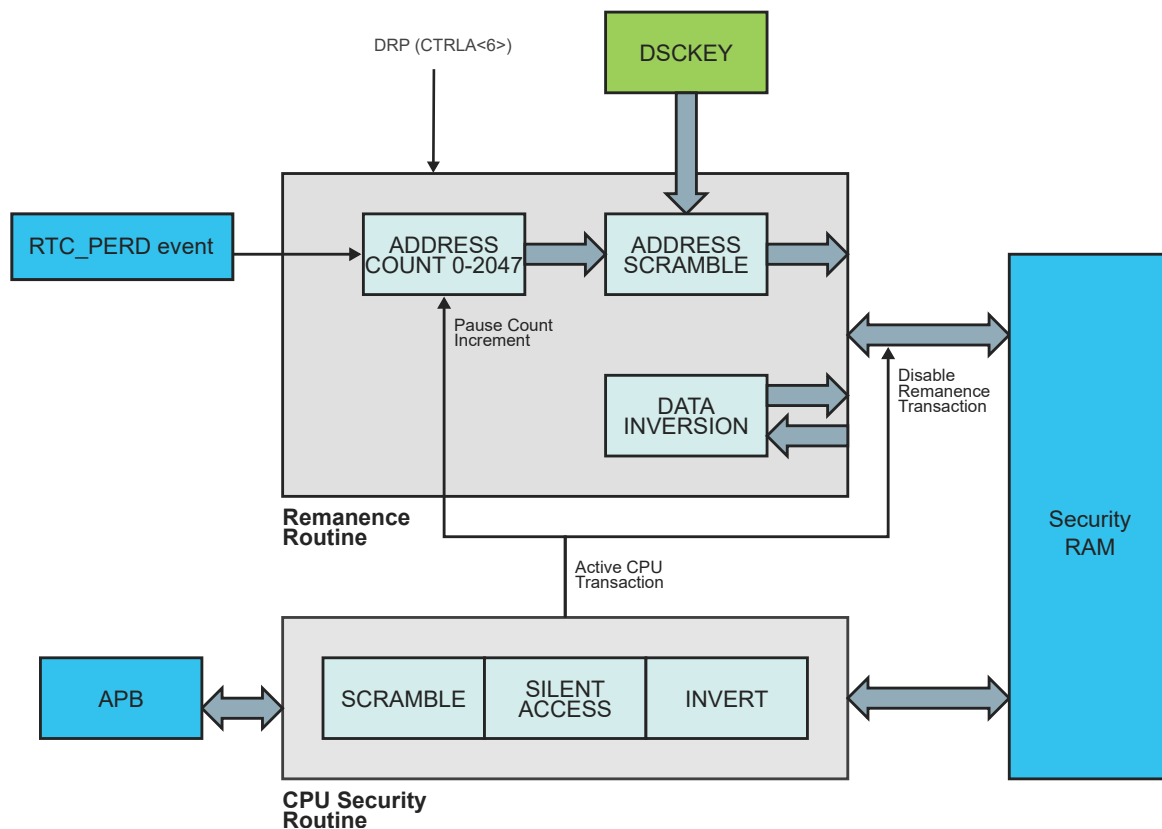 DRP (CTRLA<6>)
DSCKEY
RTC_PERD event
ADDRESS
COUNT 0-2047
ADDRESS
SCRAMBLE
Pause Count
Increment
Disable
Remanence
Transaction
DATA
INVERSION
Remanence
Routine
Security
RAM
Active CPU
Transaction
APB
SCRAMBLE
SILENT
ACCESS
INVERT
CPU Security
Routine